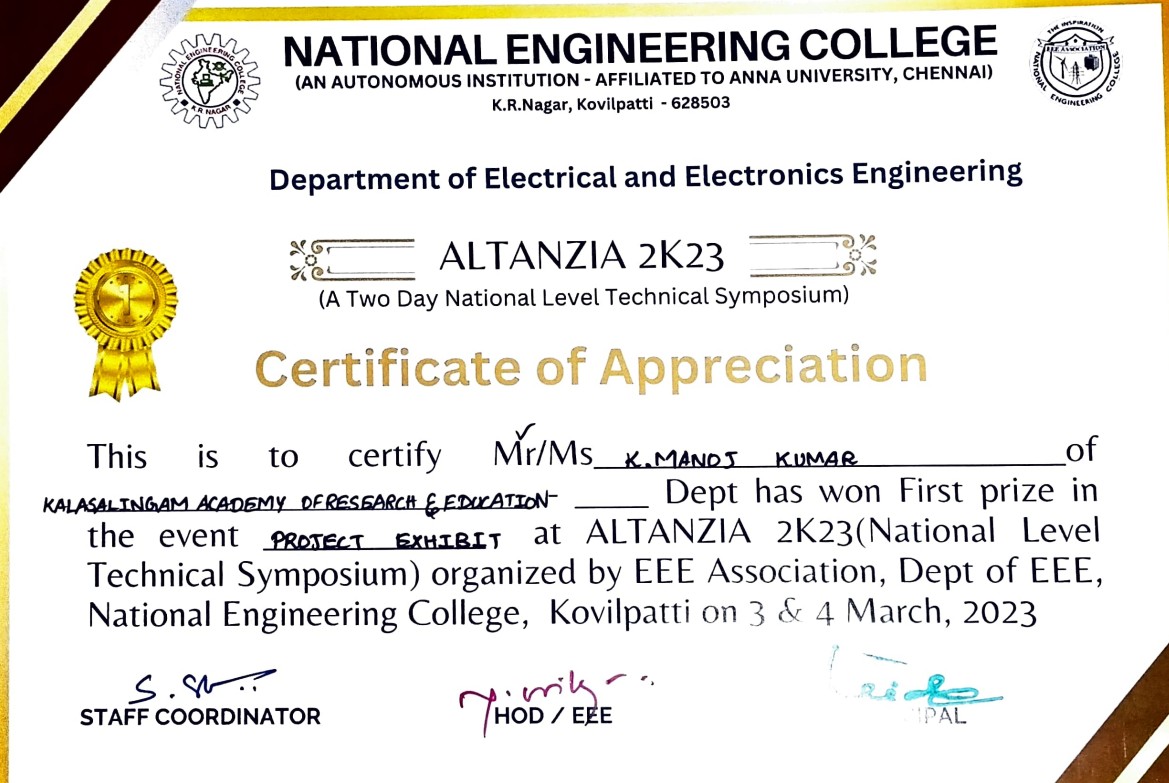 NATIONAL ENGINEERING COLLEGE
(AN AUTONOMOUS INSTITUTION - AFFILIATED TO ANNA UNIVERSITY, CHENNAI)
K.R.Nagar, Kovilpatti - 628503
NATIONAL ENGINEERING COLLEGE
K.R. NAGAR
THE INSPIRATION
EEE ASSOCIATION
NATIONAL ENGINEERING COLLEGE
Department of Electrical and Electronics Engineering
ALTANZIA 2K23
(A Two Day National Level Technical Symposium)
1
Certificate of Appreciation
This is to certify Mr/Ms K.MANOJ KUMAR of
KALASALINGAM ACADEMY OF RESEARCH & EDUCATION- Dept has won First prize in
the event PROJECT EXHIBIT at ALTANZIA 2K23(National Level
Technical Symposium) organized by EEE Association, Dept of EEE,
National Engineering College, Kovilpatti on 3 & 4 March, 2023
STAFF COORDINATOR
HOD / EEE
IPAL